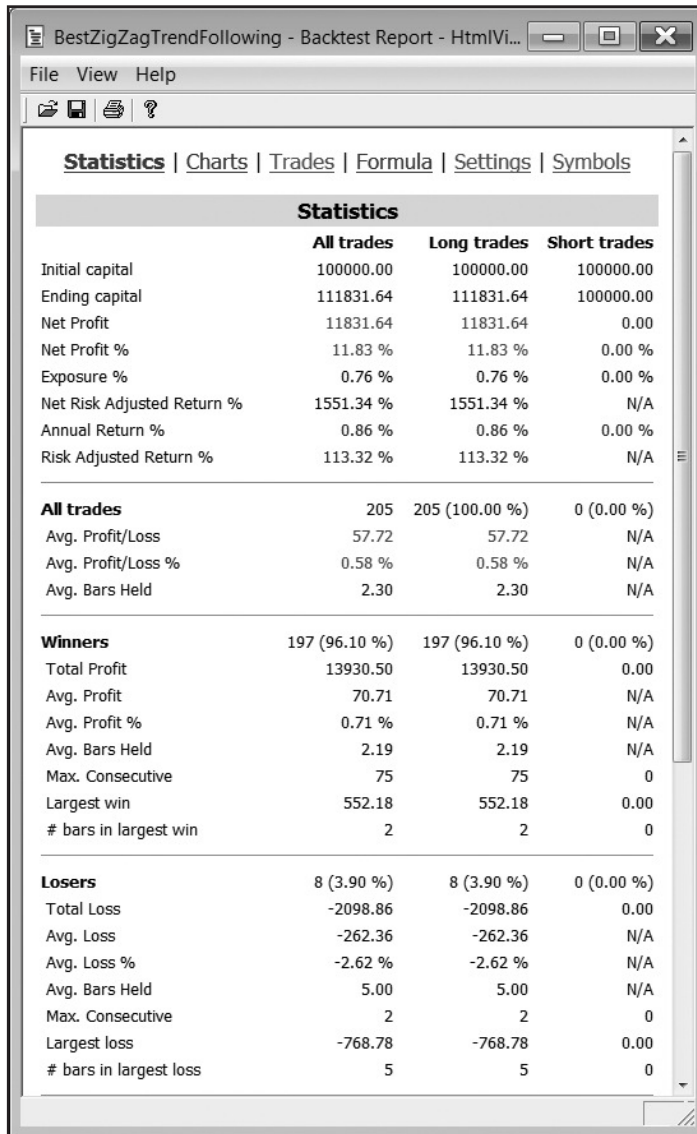 BestZigZagTrendFollowing - Backtest Report - HtmlVi...
File View Help
Statistics | Charts | Trades | Formula | Settings | Symbols
Statistics
All trades Long trades Short trades
Initial capital 100000.00 100000.00 100000.00
Ending capital 111831.64 111831.64 100000.00
Net Profit 11831.64 11831.64 0.00
Net Profit % 11.83 % 11.83 % 0.00 %
Exposure % 0.76 % 0.76 % 0.00 %
Net Risk Adjusted Return % 1551.34 % 1551.34 % N/A
Annual Return % 0.86 % 0.86 % 0.00 %
Risk Adjusted Return % 113.32 % 113.32 % N/A
All trades 205 205 (100.00 %) 0 (0.00 %)
Avg. Profit/Loss 57.72 57.72 N/A
Avg. Profit/Loss % 0.58 % 0.58 % N/A
Avg. Bars Held 2.30 2.30 N/A
Winners 197 (96.10 %) 197 (96.10 %) 0 (0.00 %)
Total Profit 13930.50 13930.50 0.00
Avg. Profit 70.71 70.71 N/A
Avg. Profit % 0.71 % 0.71 % N/A
Avg. Bars Held 2.19 2.19 N/A
Max. Consecutive 75 75 0
Largest win 552.18 552.18 0.00
# bars in largest win 2 2 0
Losers 8 (3.90 %) 8 (3.90 %) 0 (0.00 %)
Total Loss -2098.86 -2098.86 0.00
Avg. Loss -262.36 -262.36 N/A
Avg. Loss % -2.62 % -2.62 % N/A
Avg. Bars Held 5.00 5.00 N/A
Max. Consecutive 2 2 0
Largest loss -768.78 -768.78 0.00
# bars in largest loss 5 5 0